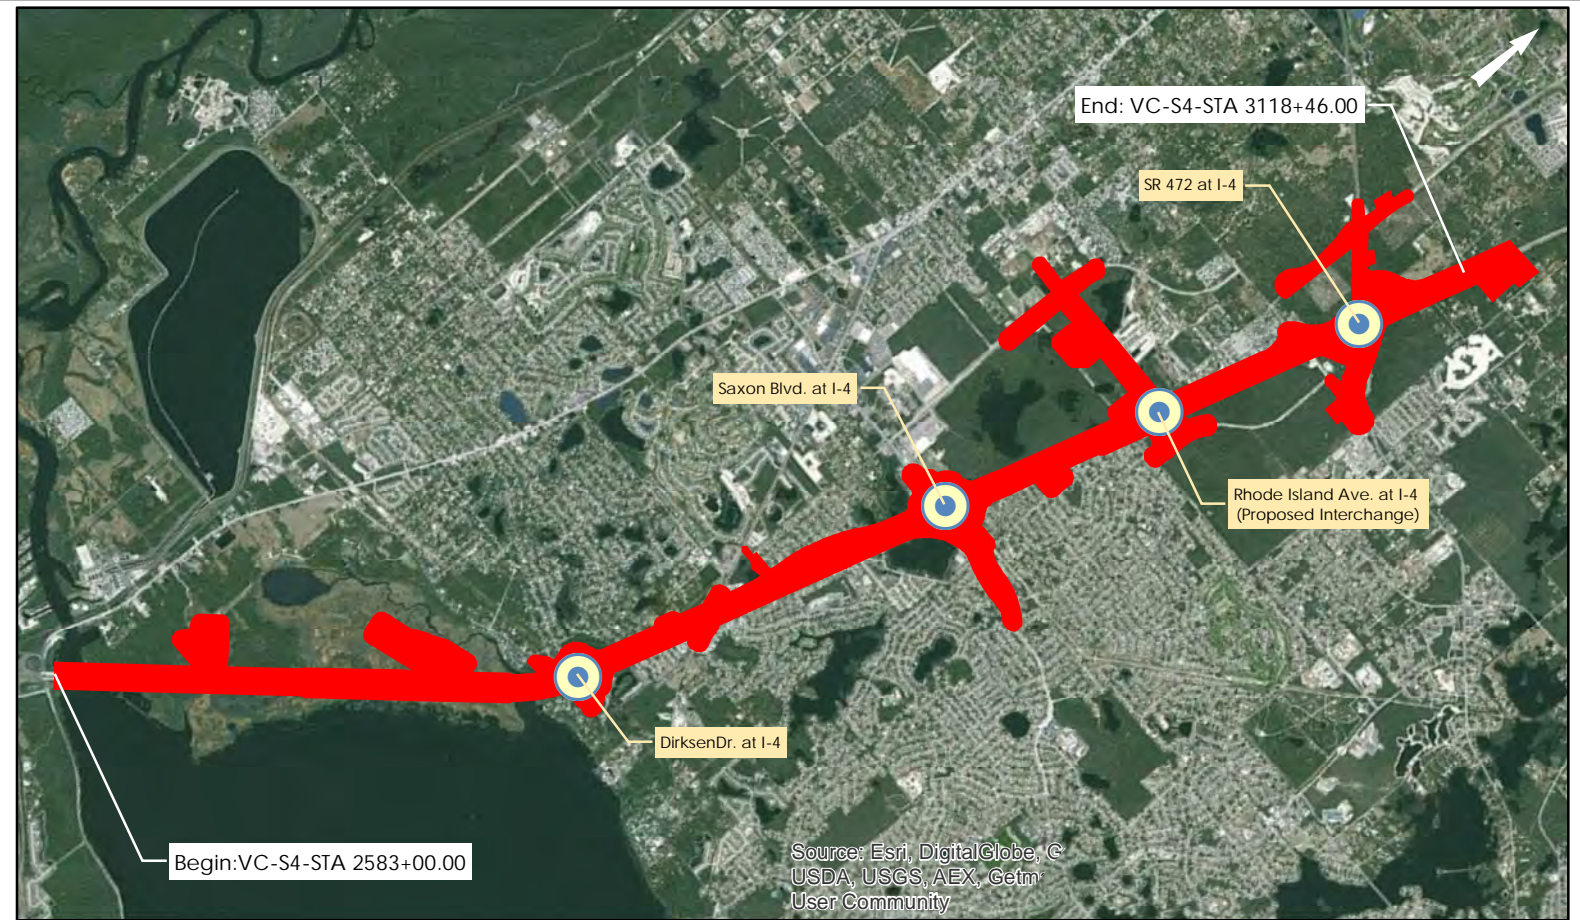 End: VC-S4-STA 3118+46.00
SR 472 at I-4
Saxon Blvd. at I-4
Rhode Island Ave. at I-4
(Proposed Interchange)
DirksenDr. at I-4
Begin:VC-S4-STA 2583+00.00
Source: Esri, DigitalGlobe, G
USDA, USGS, AEX, Getm
User Community